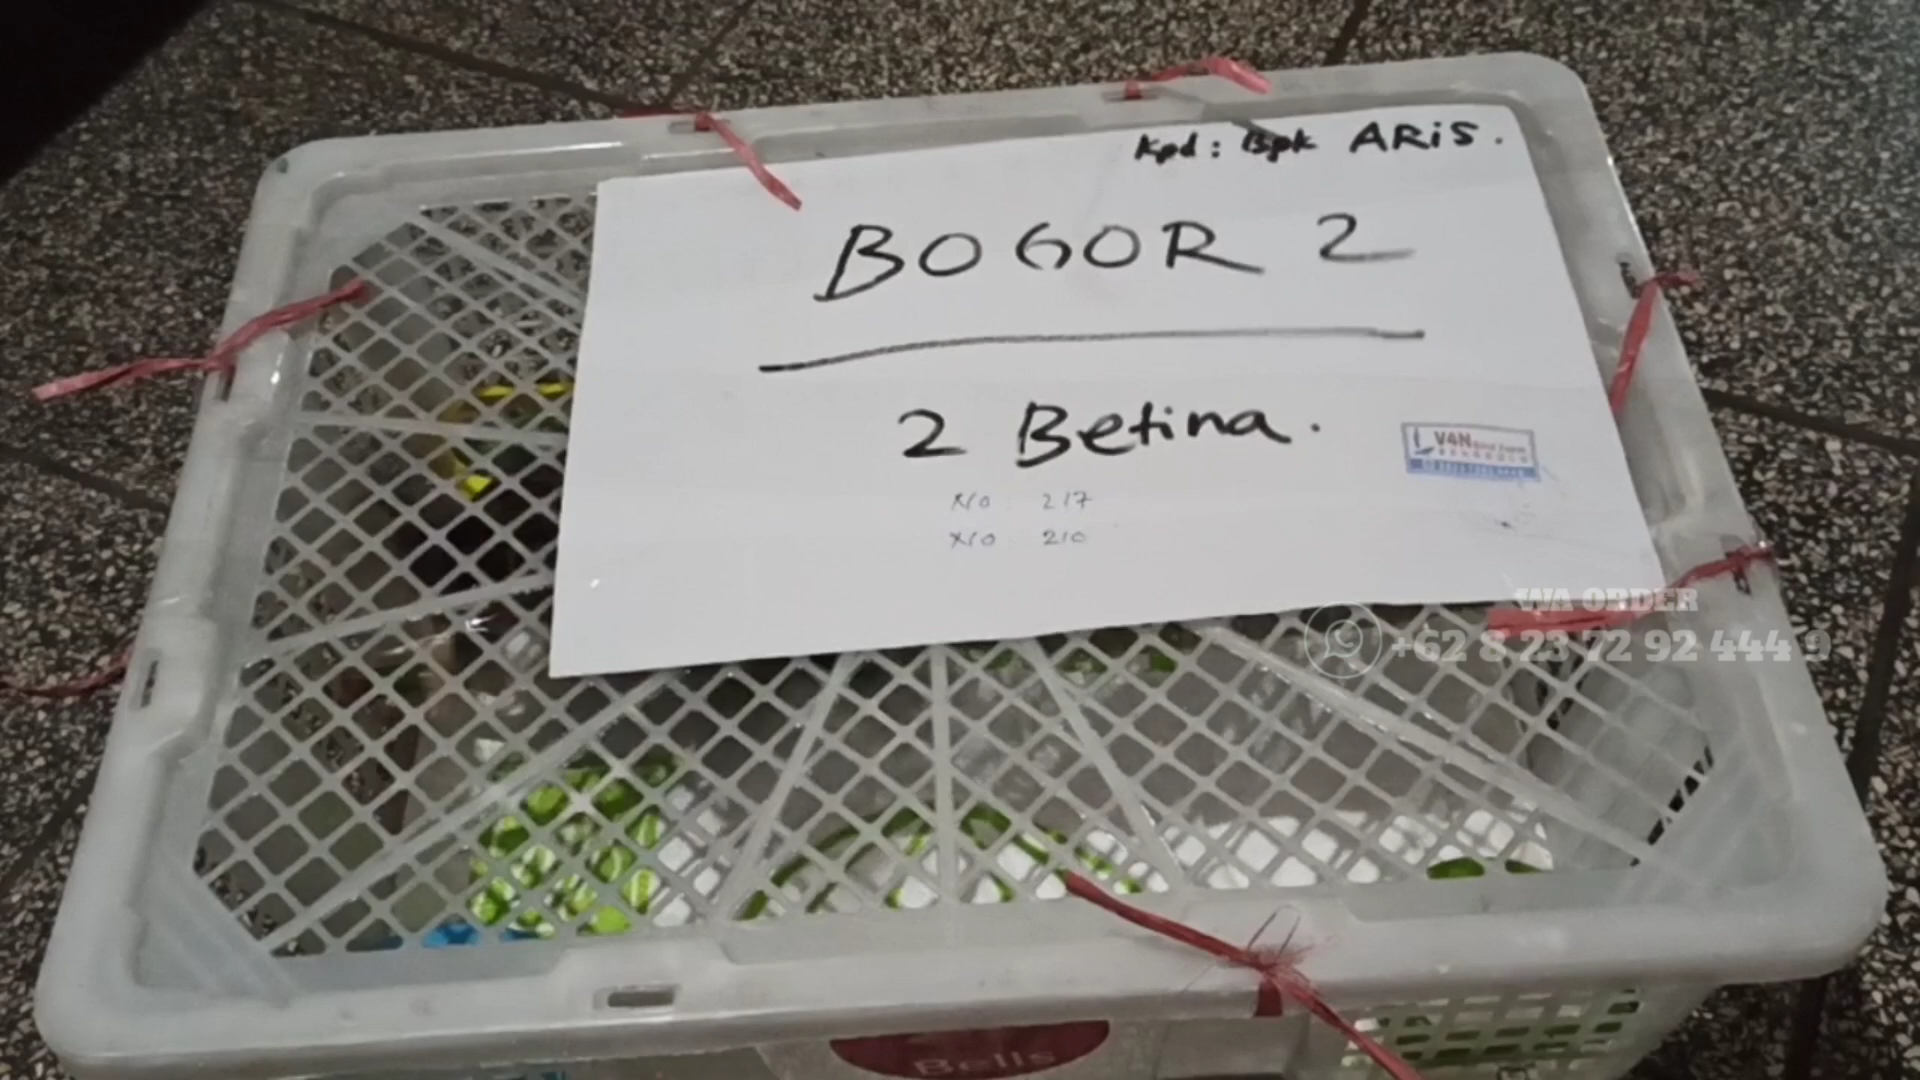 Kpd : Bpk ARiS.
BOGOR 2
2 Betina.
No 217
No 210
V4N
WA ORDER
+62 8 23 72 92 444 9
Bells